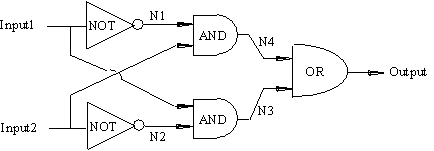 N1
Input1
NOT
AND
N4
OR
Output
AND
N3
Input2
NOT
N2